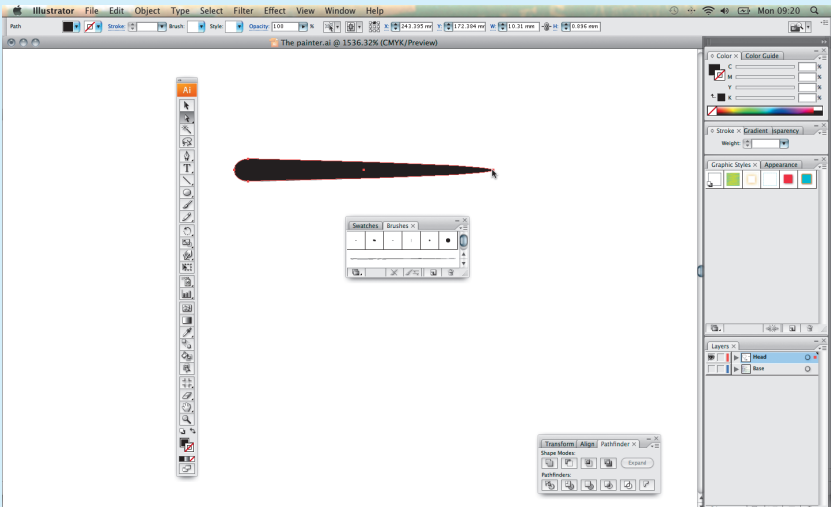 Illustrator File Edit Object Type Select Filter Effect View Window Help Mon 09:20
Path Stroke: Brush: Style: Opacity: 100 % X: 243.395 mm Y: 172.384 mm W: 10.31 mm H: 0.896 mm
The painter.ai @ 1536.32% (CMYK/Preview)
Ai
Color × Color Guide
C %
M %
Y %
K %
Stroke × Gradient
Weight:
Graphic Styles × Appearance
Swatches Brushes ×
Layers ×
Head
Base
Transform Align Pathfinder ×
Shape Modes:
Expand
Pathfinders: